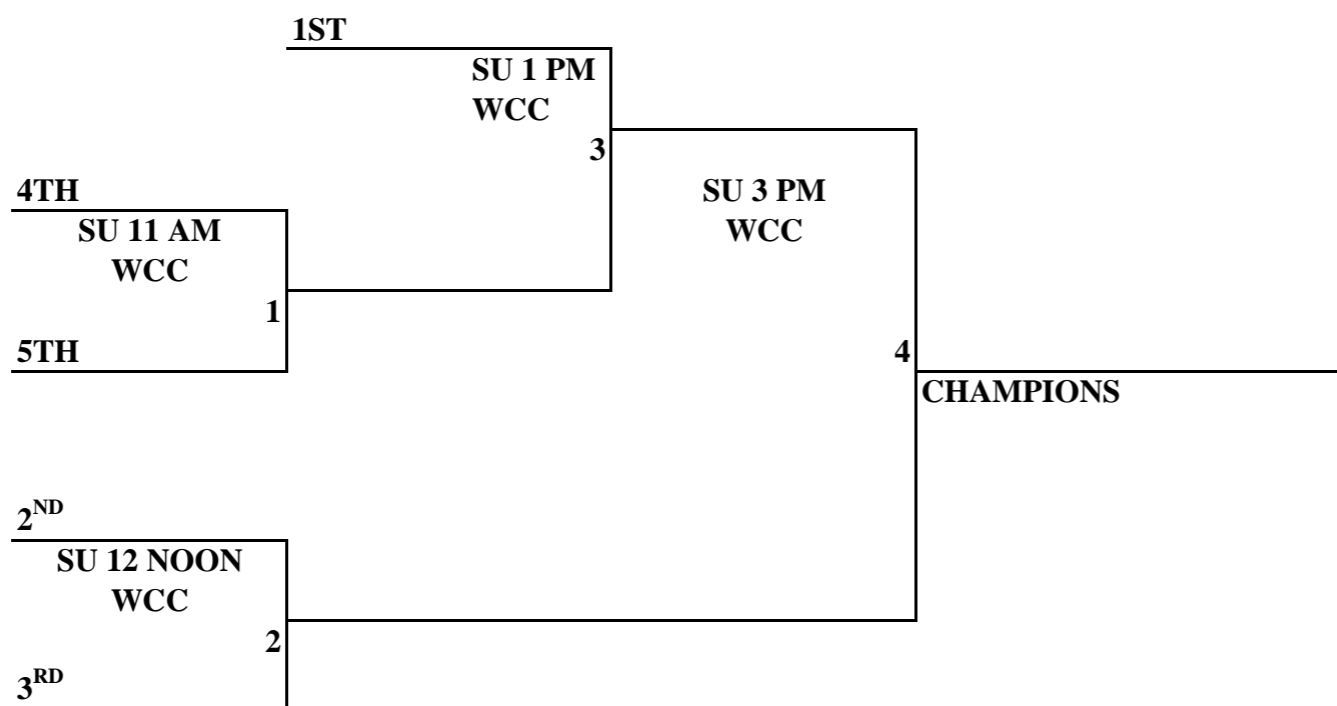 1ST
SU 1 PM
WCC
3
4TH
SU 3 PM
WCC
SU 11 AM
WCC
1
5TH
4
CHAMPIONS
2ND
SU 12 NOON
WCC
2
3RD